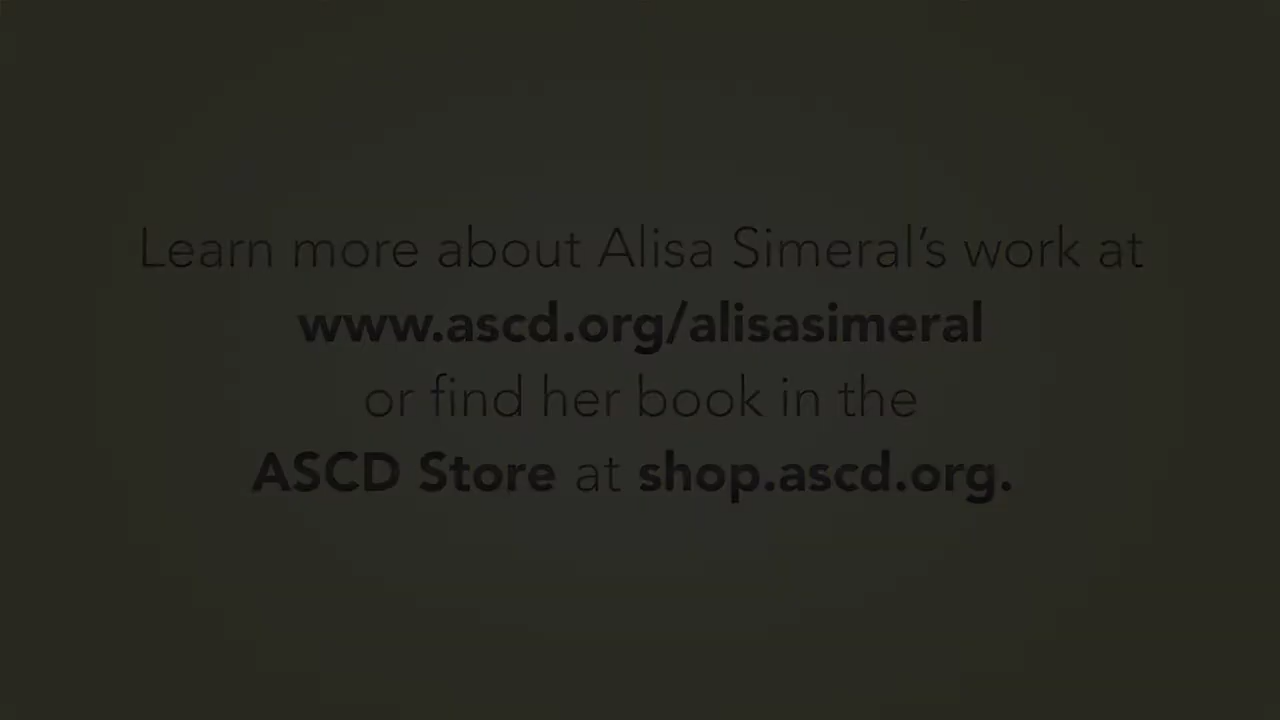 Learn more about Alisa Simeral’s work at
www.ascd.org/alisasimeral
or find her book in the
ASCD Store at shop.ascd.org.